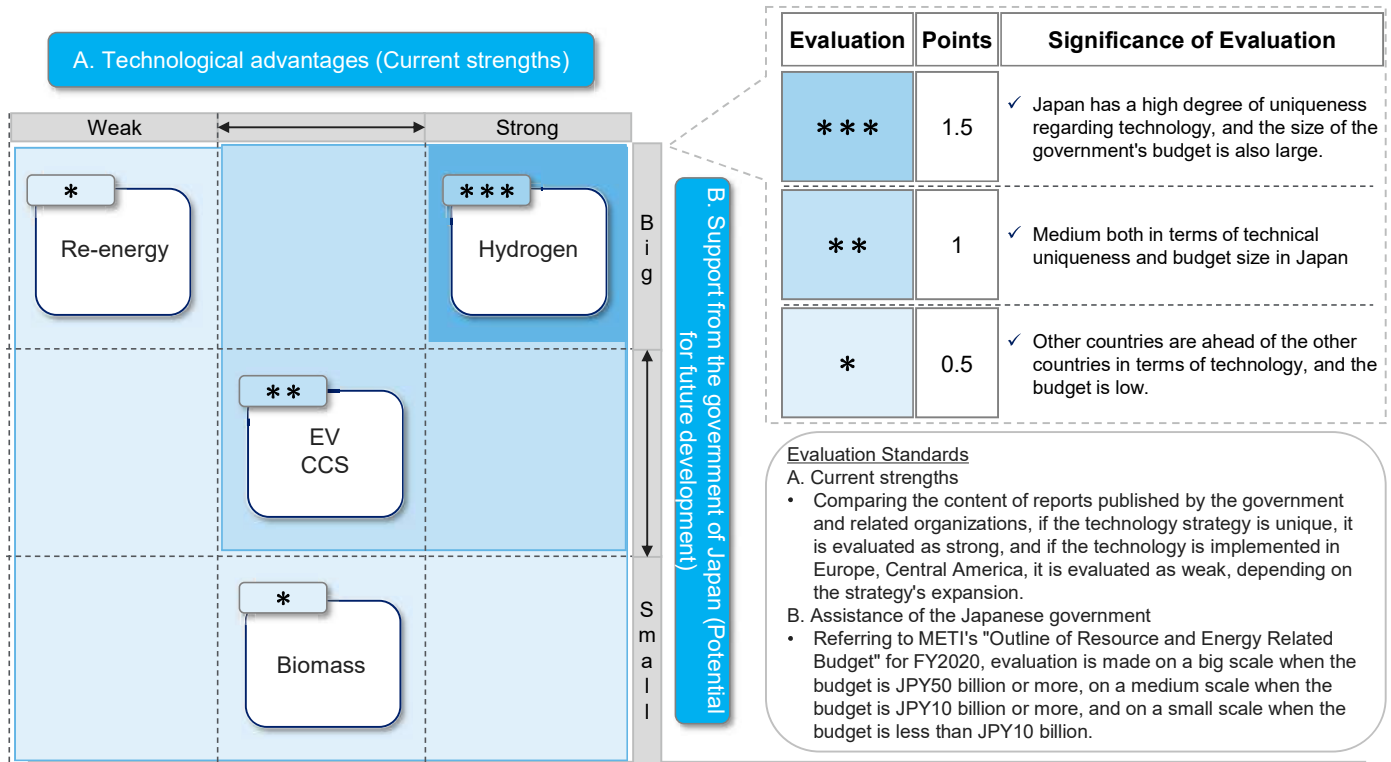 A. Technological advantages (Current strengths)
Weak
Strong
*
Re-energy
***
Hydrogen
**
EV
CCS
*
Biomass
Big
Small
B. Support from the government of Japan (Potential
for future development)
Evaluation Points Significance of Evaluation
*** 1.5
✓ Japan has a high degree of uniqueness
regarding technology, and the size of the
government's budget is also large.
** 1
✓ Medium both in terms of technical
uniqueness and budget size in Japan
* 0.5
✓ Other countries are ahead of the other
countries in terms of technology, and the
budget is low.
Evaluation Standards
A. Current strengths
• Comparing the content of reports published by the government
and related organizations, if the technology strategy is unique, it
is evaluated as strong, and if the technology is implemented in
Europe, Central America, it is evaluated as weak, depending on
the strategy's expansion.
B. Assistance of the Japanese government
• Referring to METI's "Outline of Resource and Energy Related
Budget" for FY2020, evaluation is made on a big scale when the
budget is JPY50 billion or more, on a medium scale when the
budget is JPY10 billion or more, and on a small scale when the
budget is less than JPY10 billion.